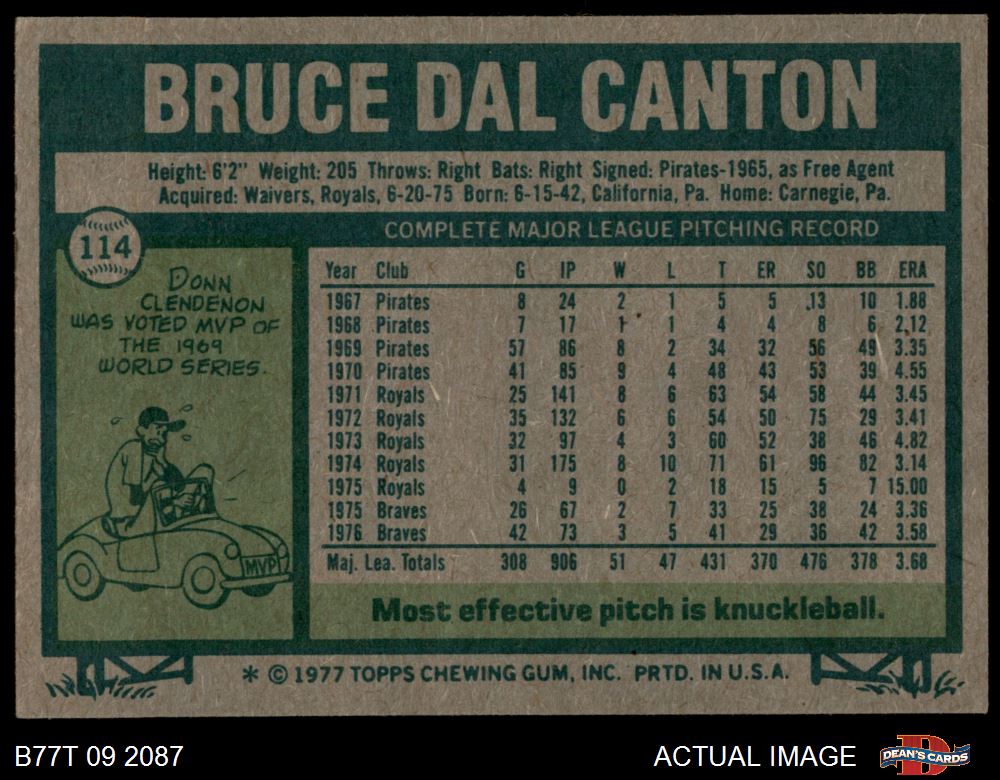 BRUCE DAL CANTON
Height: 6'2" Weight: 205 Throws: Right Bats: Right Signed: Pirates-1965, as Free Agent
Acquired: Waivers, Royals, 6-20-75 Born: 6-15-42, California, Pa. Home: Carnegie, Pa.
114
COMPLETE MAJOR LEAGUE PITCHING RECORD
DONN
CLENDENON
WAS VOTED MVP OF
THE 1969
WORLD SERIES.
MVP
Year Club G IP W L T ER SO BB ERA
1967 Pirates 8 24 2 1 5 5 13 10 1.88
1968 Pirates 7 17 1 1 4 4 8 6 2.12
1969 Pirates 57 86 8 2 34 32 56 49 3.35
1970 Pirates 41 85 9 4 48 43 53 39 4.55
1971 Royals 25 141 8 6 63 54 58 44 3.45
1972 Royals 35 132 6 6 54 50 75 29 3.41
1973 Royals 32 97 4 3 60 52 38 46 4.82
1974 Royals 31 175 8 10 71 61 96 82 3.14
1975 Royals 4 9 0 2 18 15 5 7 15.00
1975 Braves 26 67 2 7 33 25 38 24 3.36
1976 Braves 42 73 3 5 41 29 36 42 3.58
Maj. Lea. Totals 308 906 51 47 431 370 476 378 3.68
Most effective pitch is knuckleball.
* © 1977 TOPPS CHEWING GUM, INC. PRTD. IN U.S.A.
B77T 09 2087
ACTUAL IMAGE
D
DEAN'S CARDS